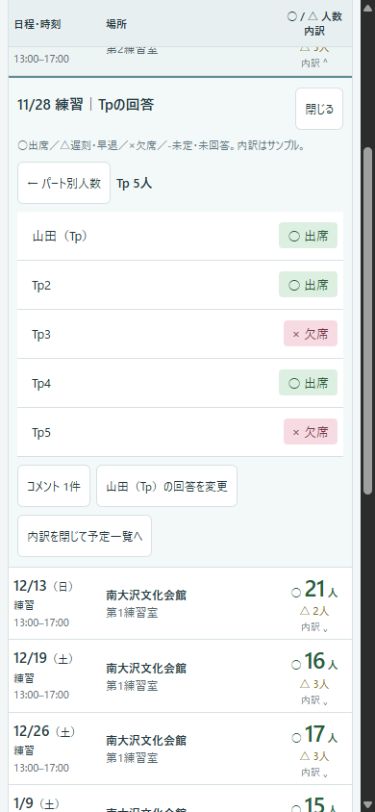 日程・時刻 場所 ○ / △ 人数
内訳
第2練習室 △ 3人
13:00–17:00 内訳 ^
11/28 練習｜Tpの回答 閉じる
○出席／△遅刻・早退／×欠席／-未定・未回答。内訳はサンプル。
← パート別人数 Tp 5人
山田（Tp） ○ 出席
Tp2 ○ 出席
Tp3 × 欠席
Tp4 ○ 出席
Tp5 × 欠席
コメント 1件 山田（Tp）の回答を変更
内訳を閉じて予定一覧へ
12/13（日） 南大沢文化会館 ○ 21人
練習 第1練習室 △ 2人
13:00–17:00 内訳 ⌄
12/19（土） 南大沢文化会館 ○ 16人
練習 第1練習室 △ 3人
13:00–17:00 内訳 ⌄
12/26（土） 南大沢文化会館 ○ 17人
練習 第1練習室 △ 3人
13:00–17:00 内訳 ⌄
1/9（土） 南大沢文化会館 ○ 15人